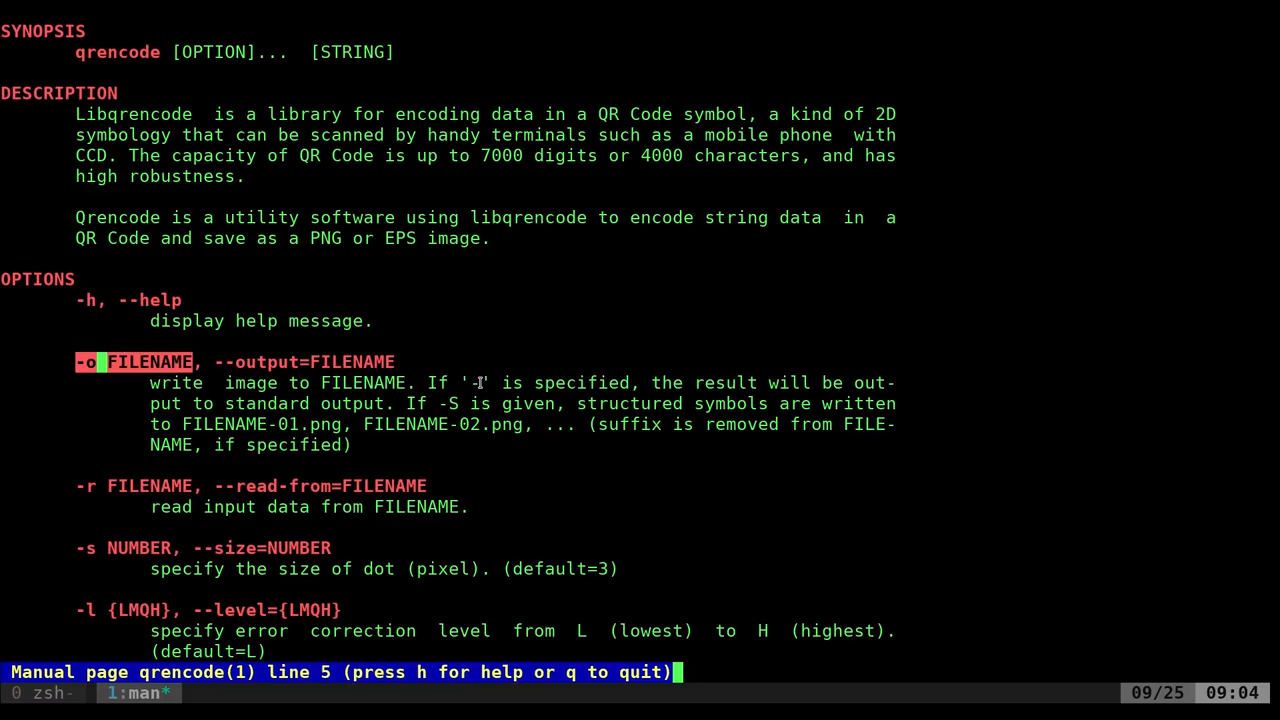 SYNOPSIS
qrencode [OPTION]...  [STRING]
DESCRIPTION
Libqrencode  is a library for encoding data in a QR Code symbol, a kind of 2D
symbology that can be scanned by handy terminals such as a mobile phone  with
CCD. The capacity of QR Code is up to 7000 digits or 4000 characters, and has
high robustness.
Qrencode is a utility software using libqrencode to encode string data  in  a
QR Code and save as a PNG or EPS image.
OPTIONS
-h, --help
display help message.
-o FILENAME, --output=FILENAME
write  image to FILENAME. If '-' is specified, the result will be out-
put to standard output. If -S is given, structured symbols are written
to FILENAME-01.png, FILENAME-02.png, ... (suffix is removed from FILE-
NAME, if specified)
-r FILENAME, --read-from=FILENAME
read input data from FILENAME.
-s NUMBER, --size=NUMBER
specify the size of dot (pixel). (default=3)
-l {LMQH}, --level={LMQH}
specify error  correction  level  from  L  (lowest)  to  H  (highest).
(default=L)
Manual page qrencode(1) line 5 (press h for help or q to quit)
0 zsh-  1:man*  09/25  09:04